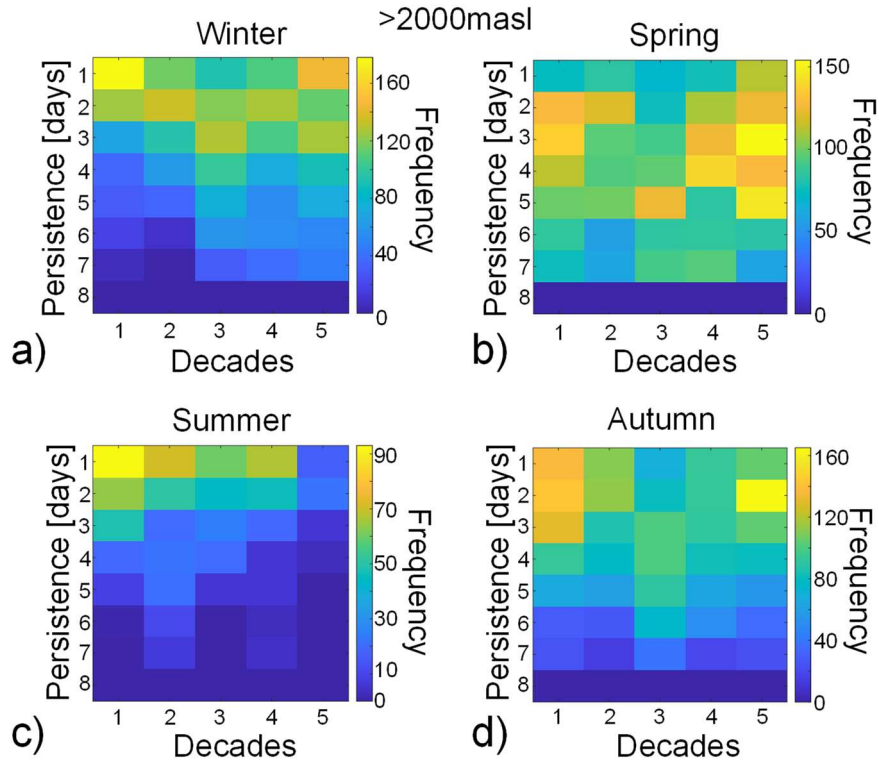 >2000masl
Winter
Persistence [days]
1
2
3
4
5
6
7
8
1 2 3 4 5
Decades
160
120
80
40
0
Frequency
a)
Spring
Persistence [days]
1
2
3
4
5
6
7
8
1 2 3 4 5
Decades
150
100
50
0
Frequency
b)
Summer
Persistence [days]
1
2
3
4
5
6
7
8
1 2 3 4 5
Decades
90
70
50
30
10
0
Frequency
c)
Autumn
Persistence [days]
1
2
3
4
5
6
7
8
1 2 3 4 5
Decades
160
120
80
40
0
Frequency
d)